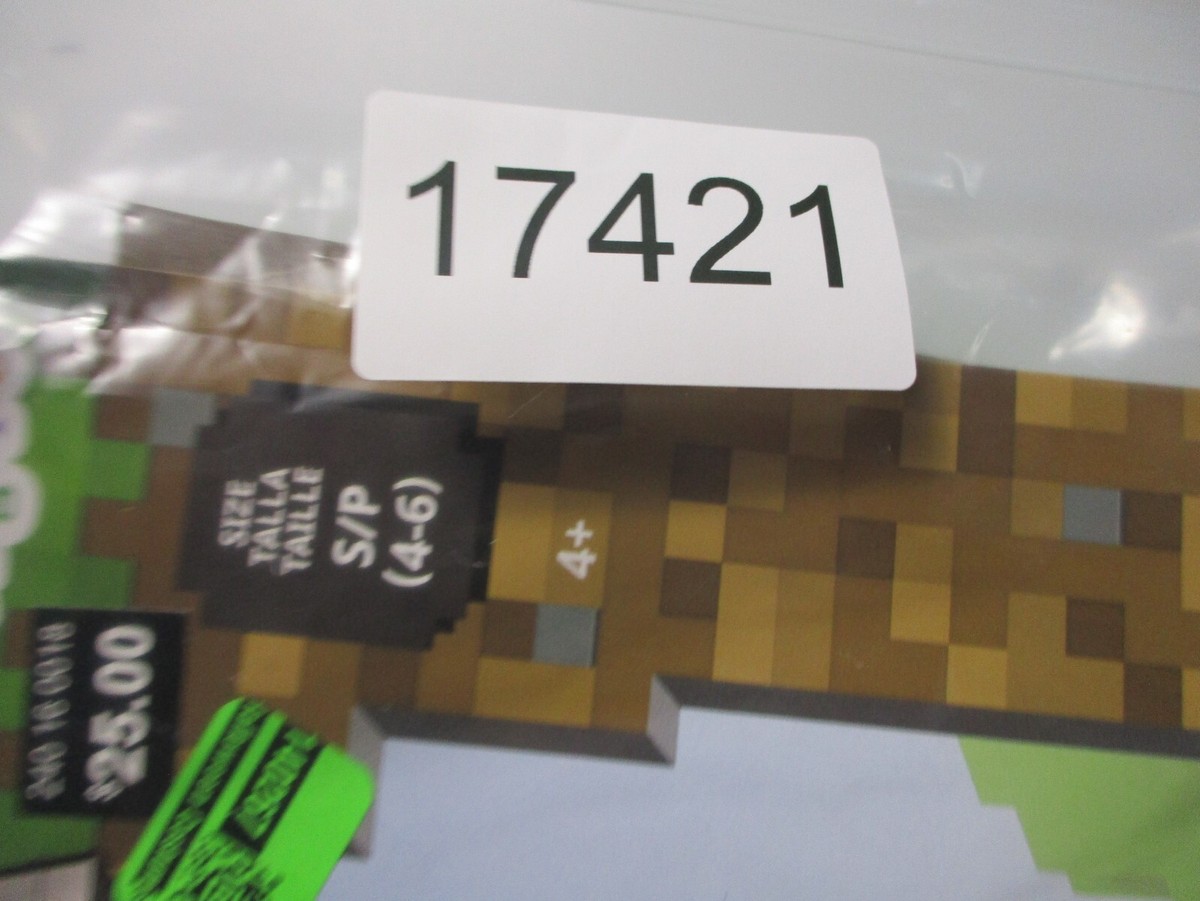 17421
SIZE
TALLA
TAILLE
S/P
(4-6)
4+
240 16 0018
$25.00